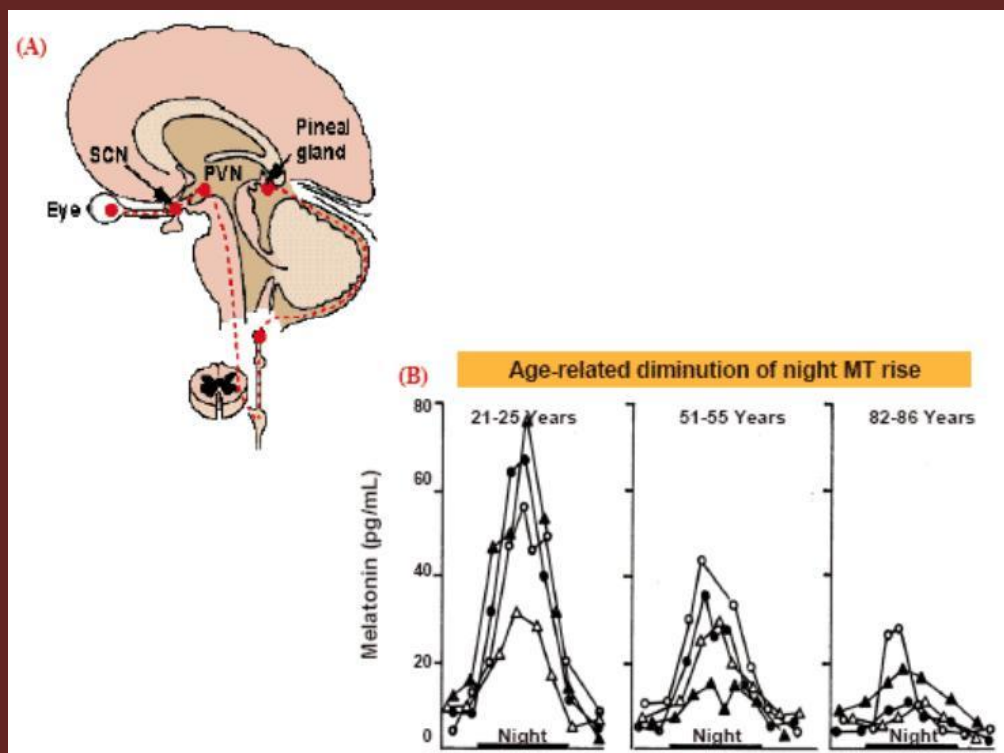 (A)
Pineal
gland
SCN
PVN
Eye
(B)
Age-related diminution of night MT rise
21-25 Years
51-55 Years
82-86 Years
Melatonin (pg/mL)
80
60
40
20
0
Night
Night
Night